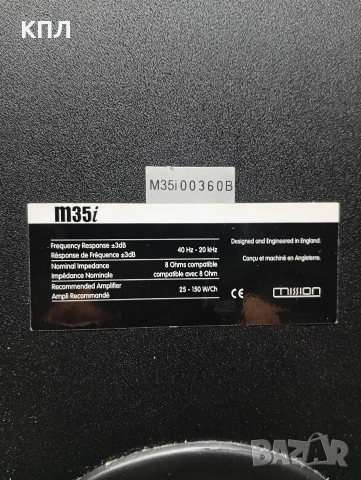 КПЛ
M35i00360B
m35i
Frequency Response ±3dB 40 Hz - 20 kHz
Résponse de Fréquence ±3dB
Nominal Impedance 8 Ohms compatible
Impédance Nominale compatible avec 8 Ohm
Recommended Amplifier 25 - 150 W/Ch
Ampli Recommandé
Designed and Engineered in England.
Conçu et machiné en Angleterre.
CE mission
BAZAR